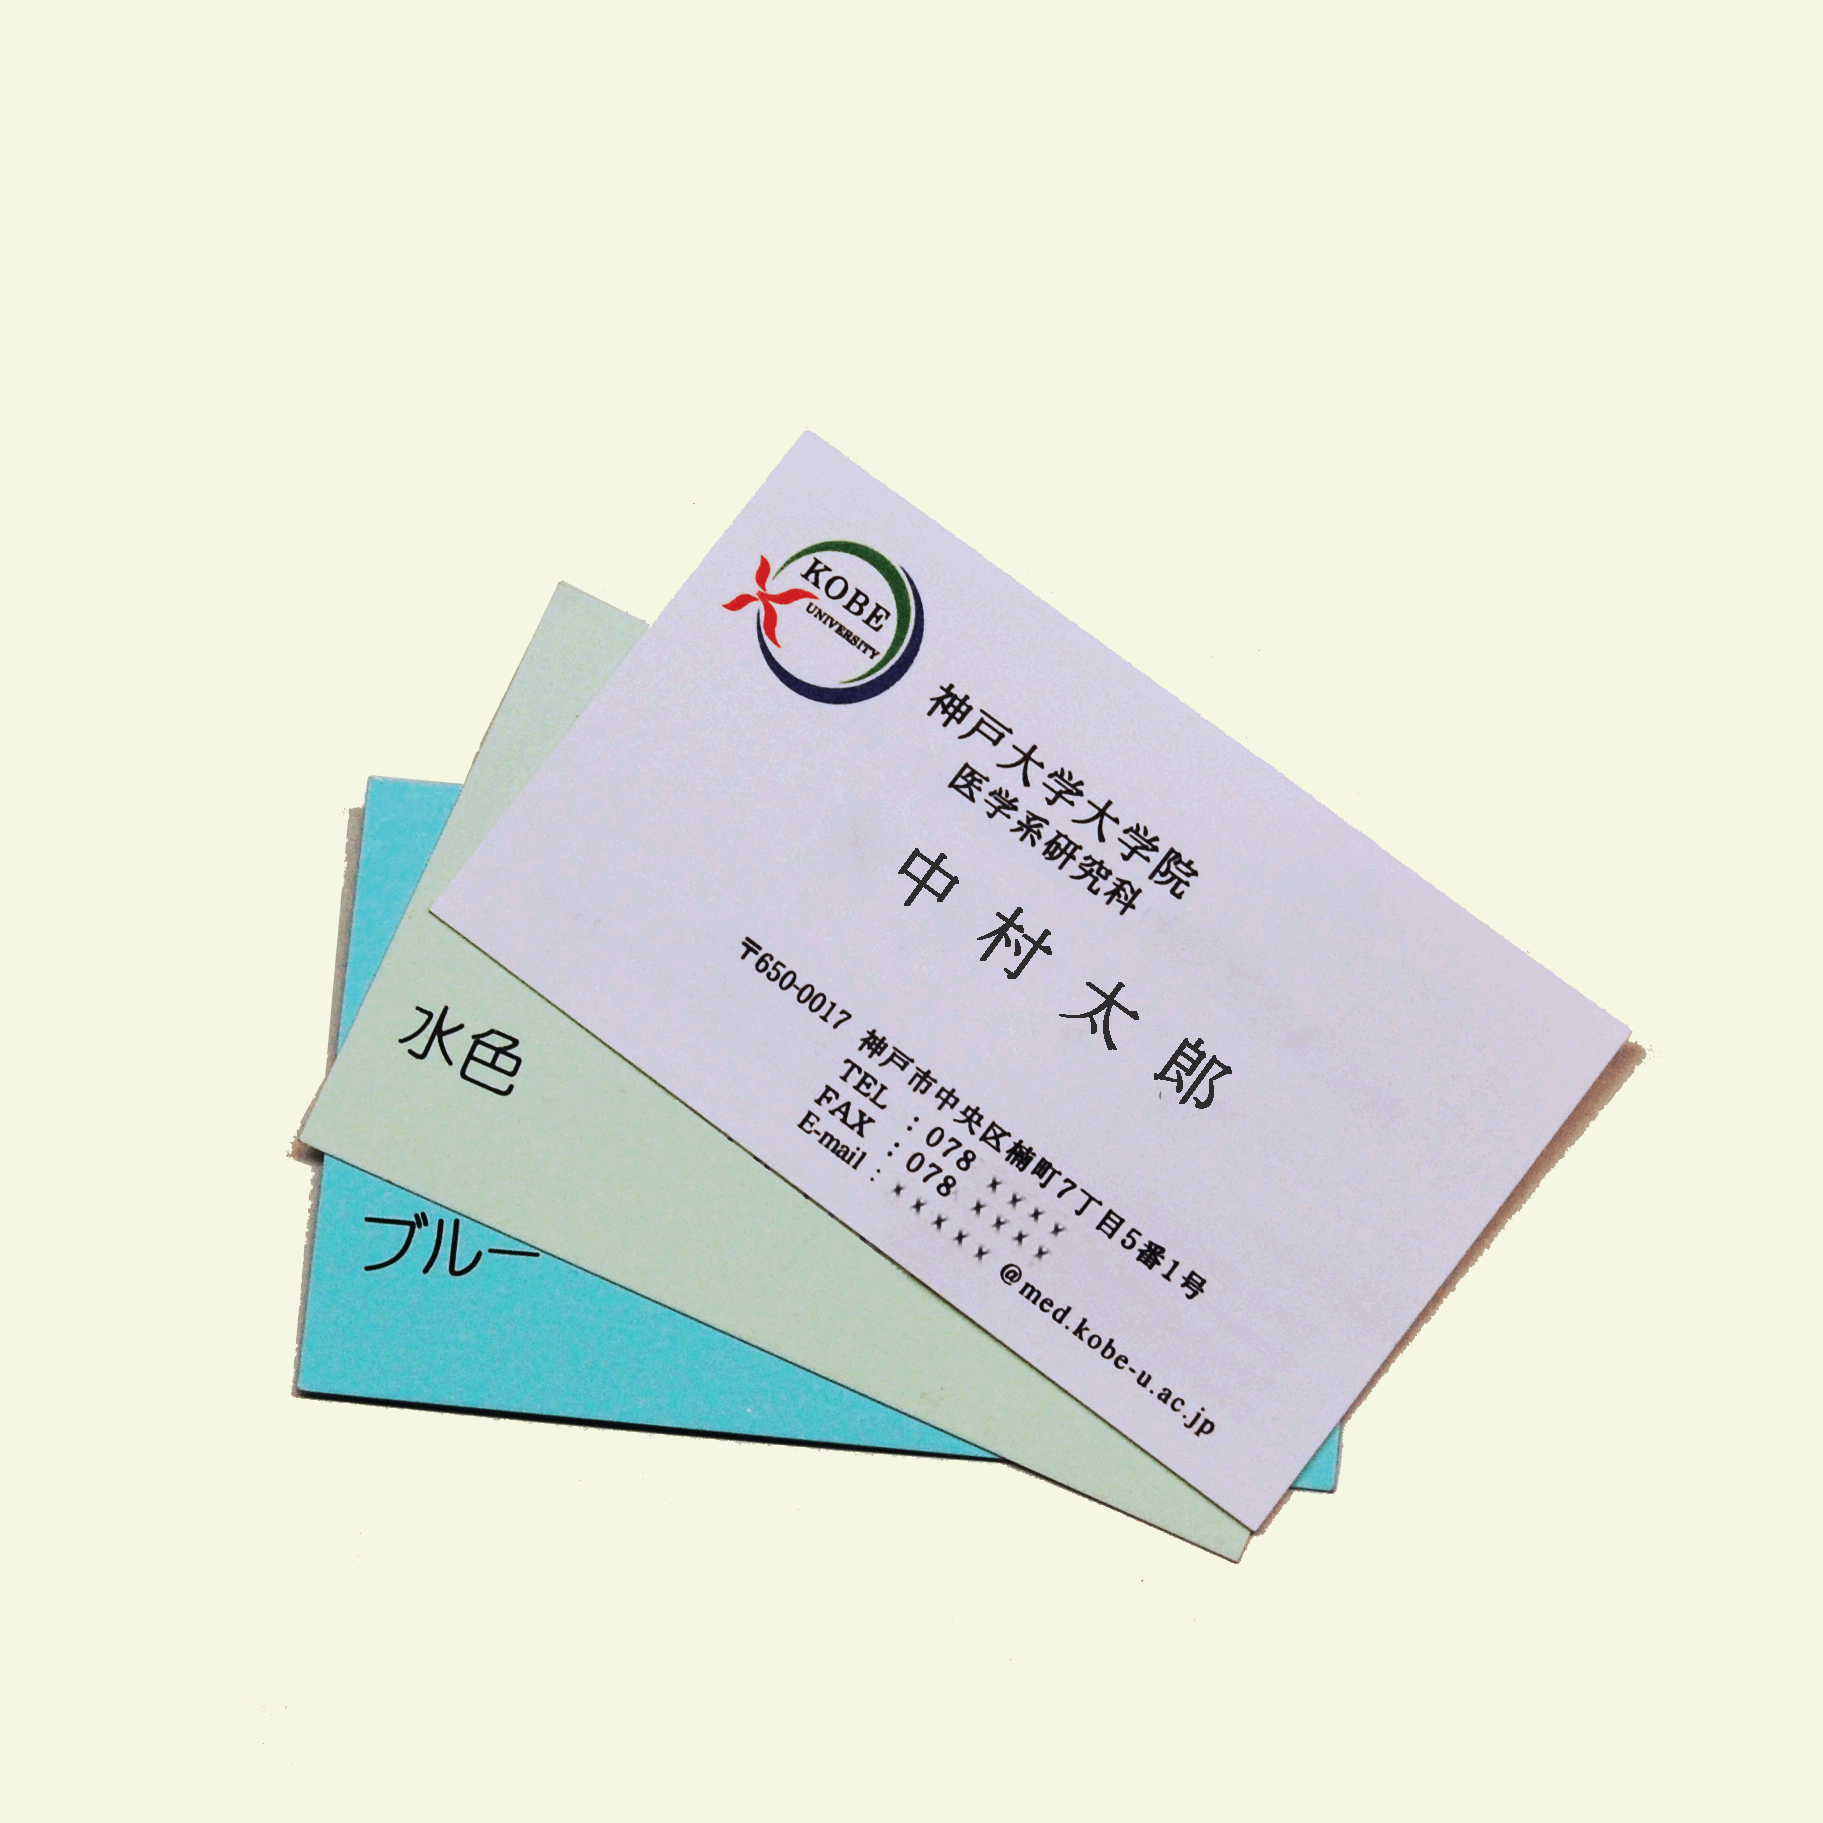 KOBE
UNIVERSITY
神戸大学大学院
医学系研究科
中村太郎
〒650-0017 神戸市中央区楠町7丁目5番1号
TEL : 078 ××××
FAX : 078 ××××
E-mail : ×××××@med.kobe-u.ac.jp
水色
ブルー